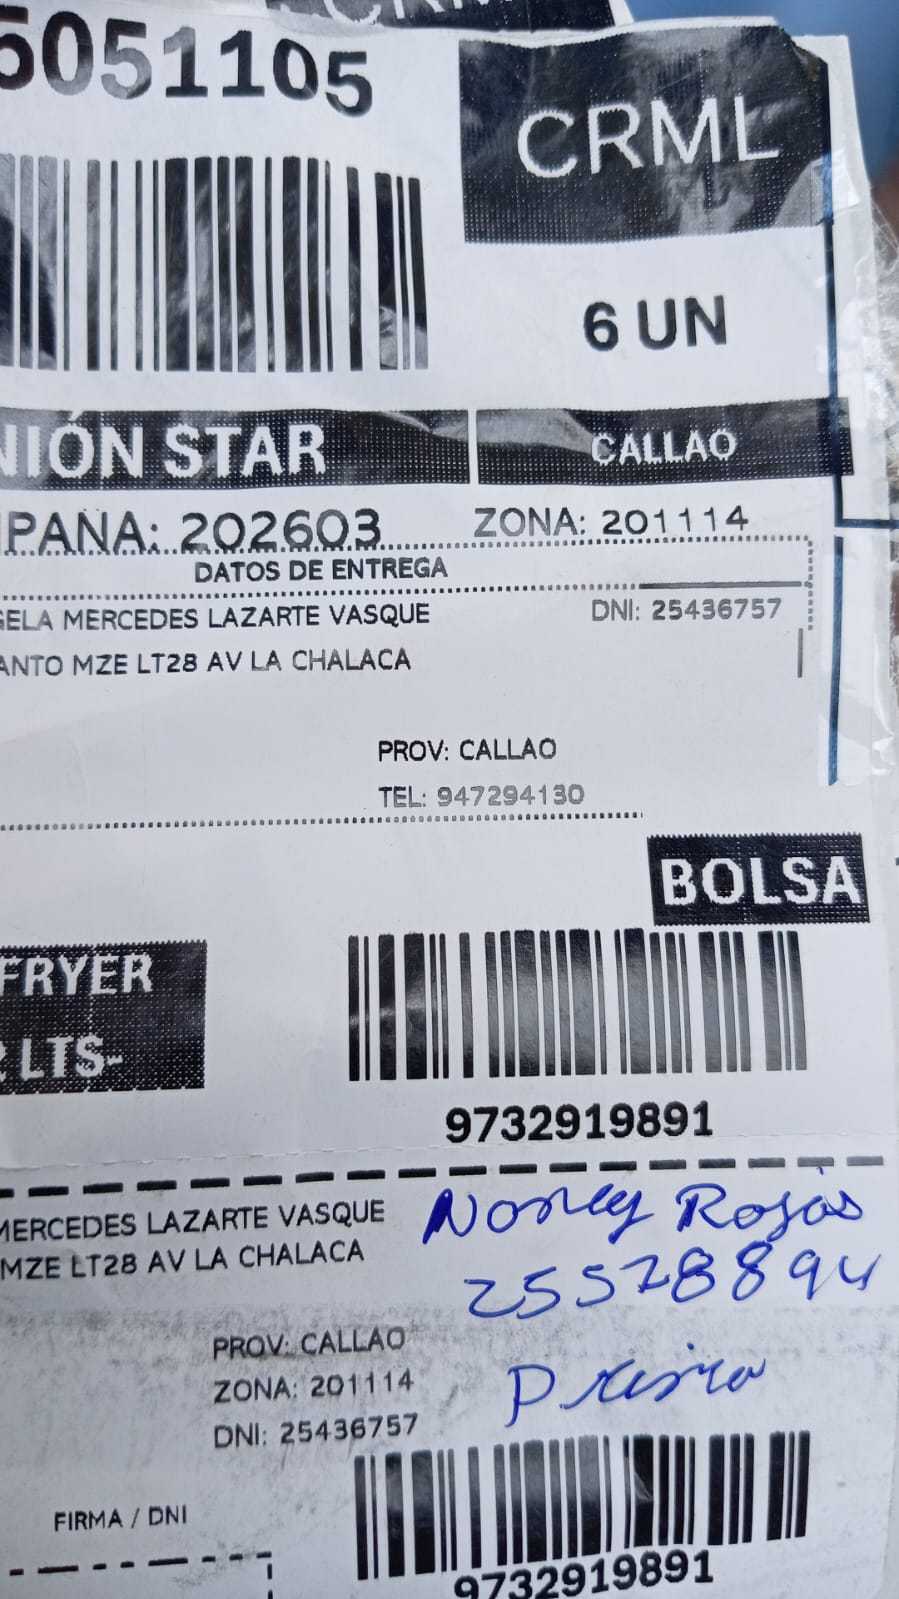 5051105
CRML
6 UN
NIÓN STAR
CALLAO
PAÑA: 202603
ZONA: 201114
DATOS DE ENTREGA
GELA MERCEDES LAZARTE VASQUE
DNI: 25436757
ANTO MZE LT28 AV LA CHALACA
PROV: CALLAO
TEL: 947294130
BOLSA
FRYER
LTS-
9732919891
MERCEDES LAZARTE VASQUE
MZE LT28 AV LA CHALACA
Rojas
25578894
PROV: CALLAO
ZONA: 201114
DNI: 25436757
FIRMA / DNI
9732919891